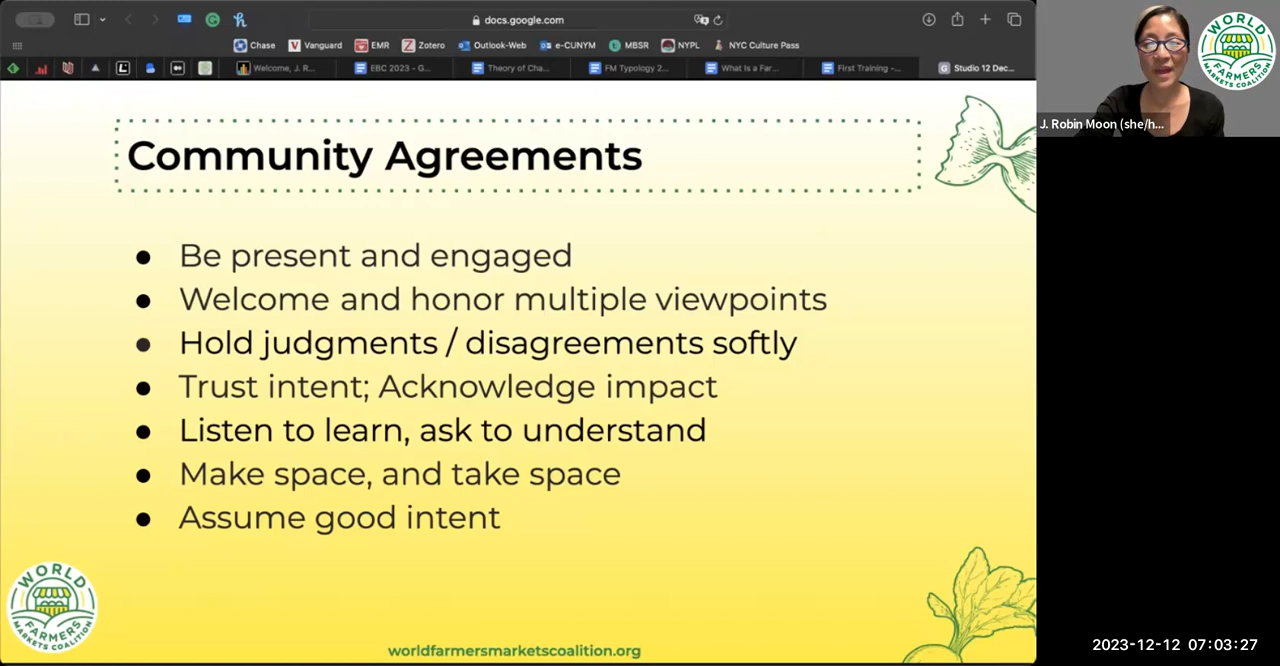 docs.google.com
Chase
Vanguard
EMR
Zotero
Outlook-Web
e-CUNYM
MBSR
NYPL
NYC Culture Pass
Welcome, J. R...
EBC 2023 - G...
Theory of Cha...
FM Typology 2...
What Is a Far...
First Training -...
Studio 12 Dec...
WORLD
FARMERS
MARKETS COALITION
J. Robin Moon (she/h...
Community Agreements
● Be present and engaged
● Welcome and honor multiple viewpoints
● Hold judgments / disagreements softly
● Trust intent; Acknowledge impact
● Listen to learn, ask to understand
● Make space, and take space
● Assume good intent
WORLD
FARMERS
MARKETS COALITION
worldfarmersmarketscoalition.org
2023-12-12 07:03:27